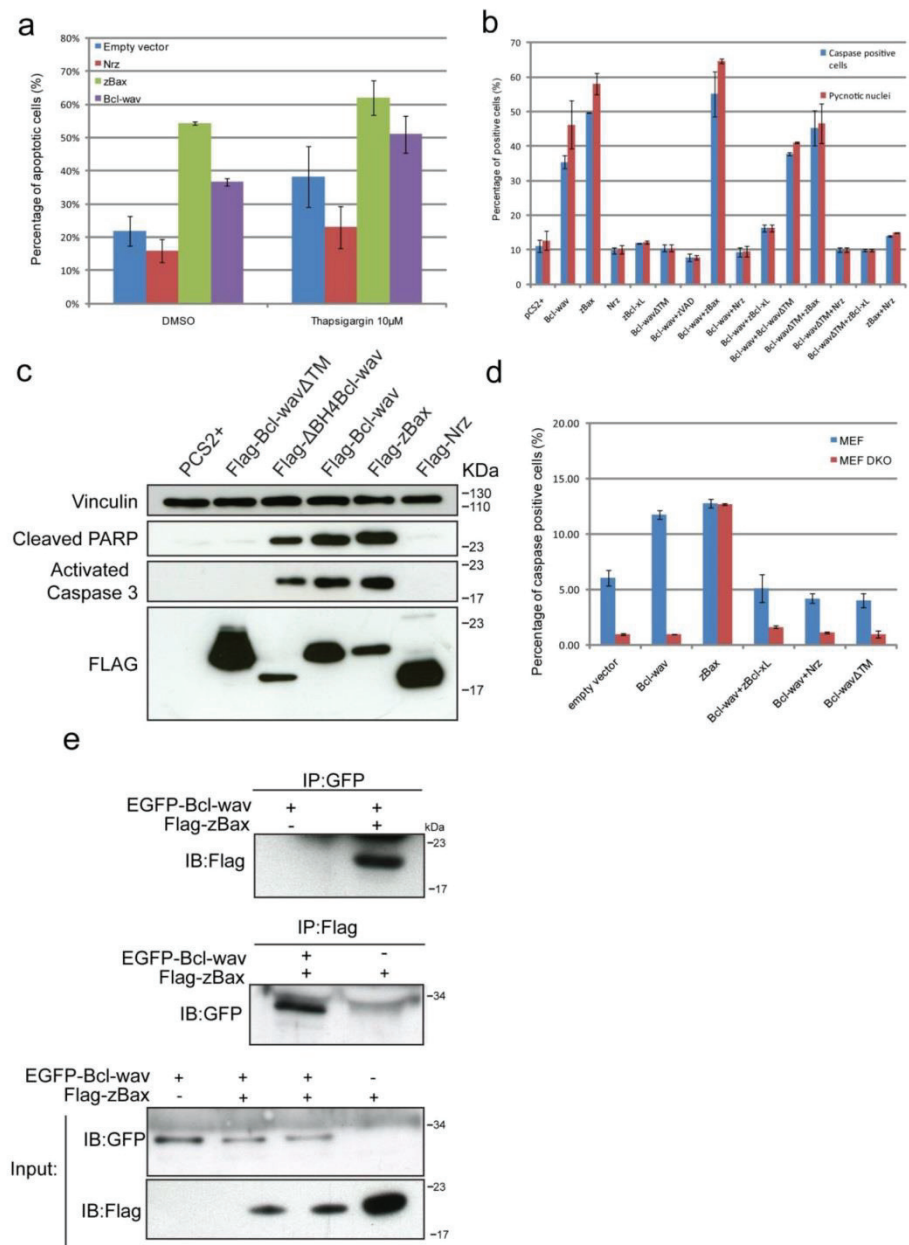 a
80%
70%
60%
50%
40%
30%
20%
10%
0%
Percentage of apoptotic cells (%)
Empty vector
Nrz
zBax
Bcl-wav
DMSO
Thapsigargin 10μM
b
70
60
50
40
30
20
10
0
Percentage of positive cells (%)
Caspase positive
cells
Pycnotic nuclei
pCS2+
Bcl-wav
zBax
Nrz
zBcl-xL
Bcl-wavΔTM
Bcl-wav+zVAD
Bcl-wav+zBax
Bcl-wav+Nrz
Bcl-wav+zBcl-xL
Bcl-wav+Bcl-wavΔTM
Bcl-wavΔTM+zBax
Bcl-wavΔTM+Nrz
Bcl-wavΔTM+zBcl-xL
zBax+Nrz
c
PCS2+
Flag-Bcl-wavΔTM
Flag-ΔBH4Bcl-wav
Flag-Bcl-wav
Flag-zBax
Flag-Nrz
KDa
Vinculin
–130
–110
Cleaved PARP
–23
Activated
Caspase 3
–23
–17
FLAG
–23
–17
d
20.00
15.00
10.00
5.00
0.00
Percentage of caspase positive cells (%)
MEF
MEF DKO
empty vector
Bcl-wav
zBax
Bcl-wav+zBcl-xL
Bcl-wav+Nrz
Bcl-wavΔTM
e
IP:GFP
EGFP-Bcl-wav + +
Flag-zBax - +
kDa
IB:Flag
–23
–17
IP:Flag
EGFP-Bcl-wav + -
Flag-zBax + +
IB:GFP
–34
EGFP-Bcl-wav + + + -
Flag-zBax - + + +
Input:
IB:GFP
–34
IB:Flag
–23
–17